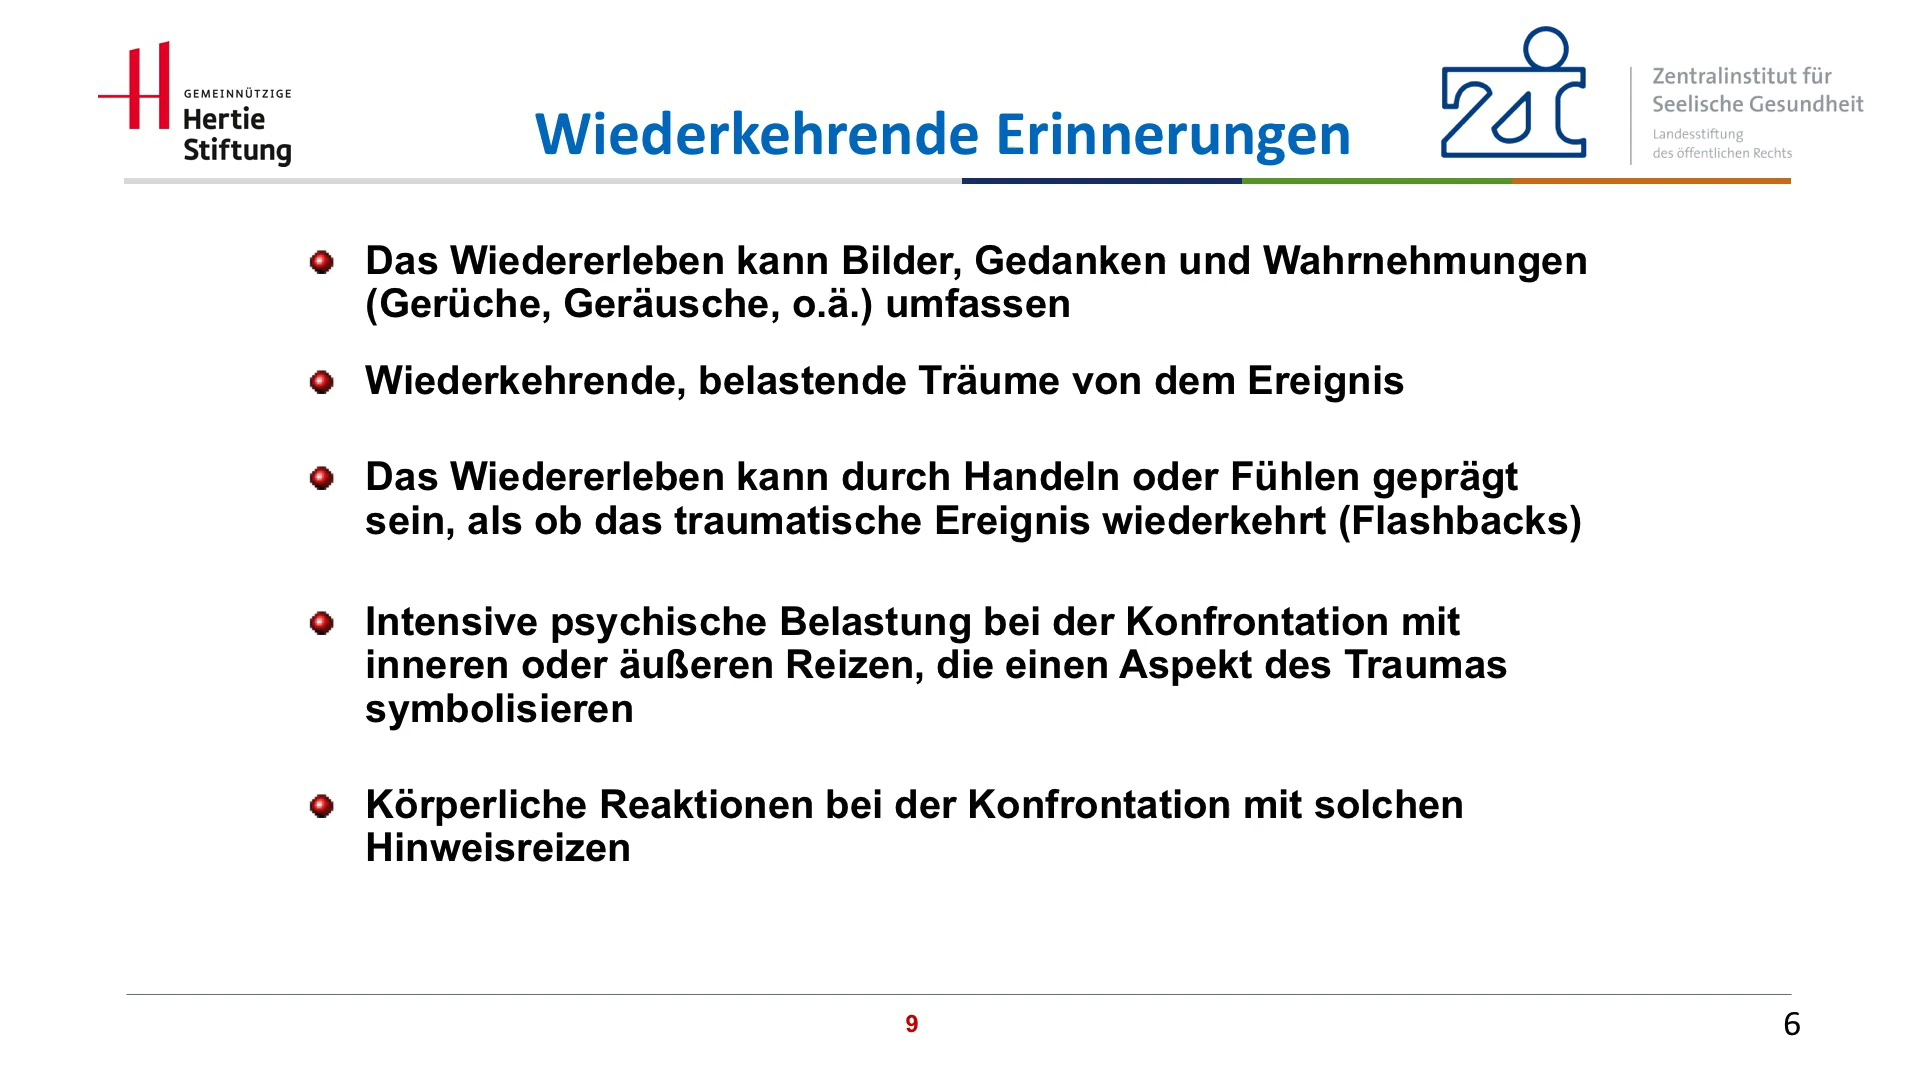 GEMEINNÜTZIGE
Hertie
Stiftung
Wiederkehrende Erinnerungen
zi
Zentralinstitut für
Seelische Gesundheit
Landesstiftung
des öffentlichen Rechts
Das Wiedererleben kann Bilder, Gedanken und Wahrnehmungen
(Gerüche, Geräusche, o.ä.) umfassen
Wiederkehrende, belastende Träume von dem Ereignis
Das Wiedererleben kann durch Handeln oder Fühlen geprägt
sein, als ob das traumatische Ereignis wiederkehrt (Flashbacks)
Intensive psychische Belastung bei der Konfrontation mit
inneren oder äußeren Reizen, die einen Aspekt des Traumas
symbolisieren
Körperliche Reaktionen bei der Konfrontation mit solchen
Hinweisreizen
9
6